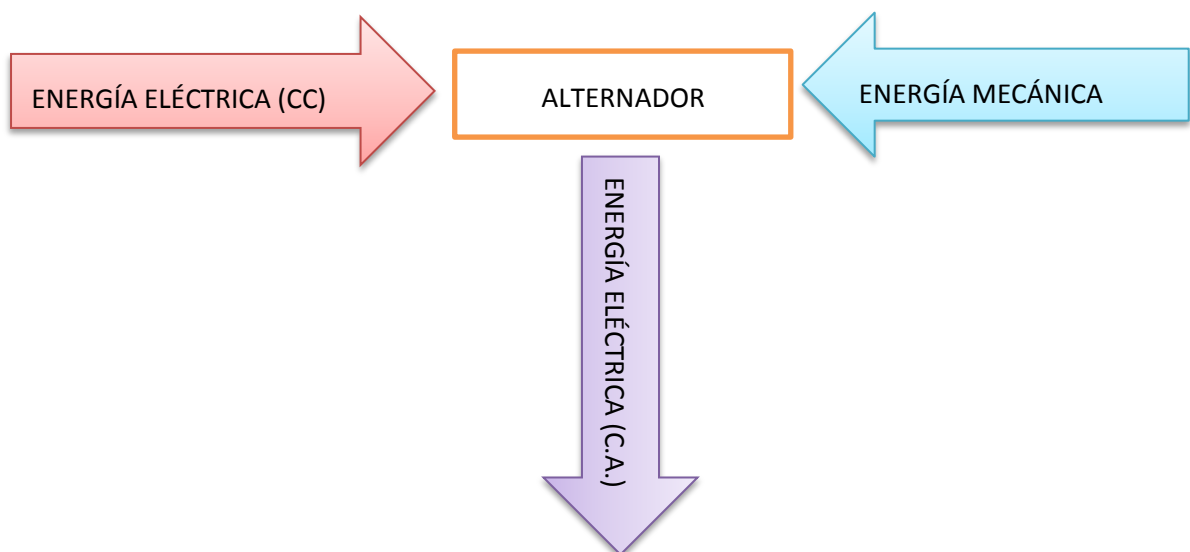 ENERGÍA ELÉCTRICA (CC)
ALTERNADOR
ENERGÍA MECÁNICA
ENERGÍA ELÉCTRICA (C.A.)